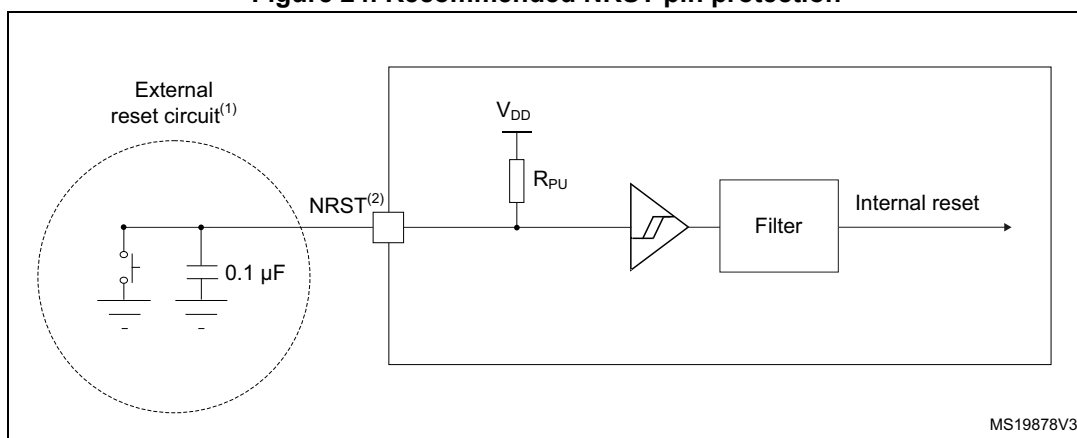 Figure Recommended NRST pin protection
External
reset circuit(1)
VDD
RPU
NRST(2)
Filter
Internal reset
0.1 µF
MS19878V3